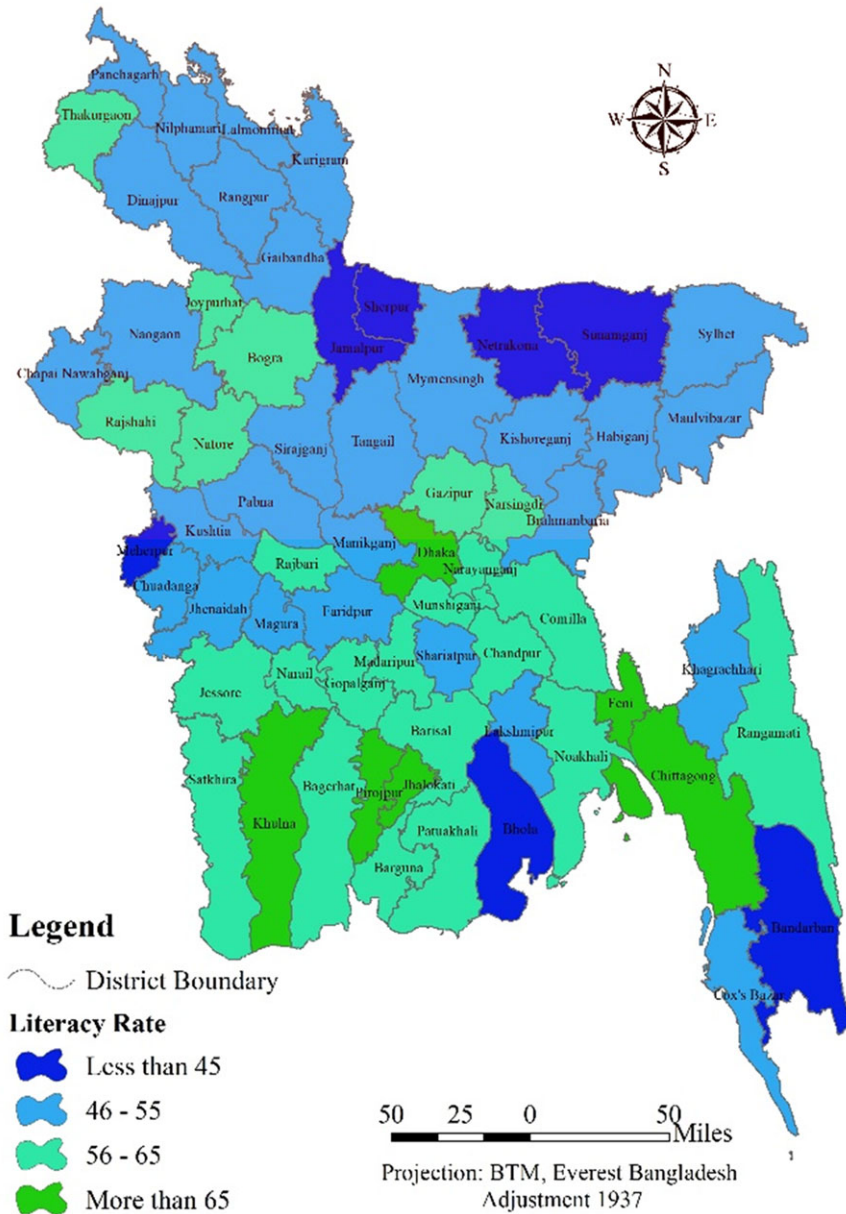 N
W E
S
Panchagarh
Thakurgaon
Nilphamari
Lalmonirhat
Kurigram
Dinajpur
Rangpur
Gaibandha
Joypurhat
Sherpur
Naogaon
Jamalpur
Netrakona
Sunamganj
Sylhet
Bogra
Mymensingh
Chapai Nawabganj
Maulvibazar
Rajshahi
Natore
Sirajganj
Tangail
Kishoreganj
Habiganj
Gazipur
Narsingdi
Pabna
Brahmanbaria
Kushtia
Manikganj
Meherpur
Dhaka
Rajbari
Narayanganj
Chuadanga
Munshiganj
Jhenaidah
Magura
Faridpur
Comilla
Shariatpur
Chandpur
Madaripur
Khagrachhari
Narail
Gopalganj
Jessore
Feni
Lakshmipur
Barisal
Rangamati
Noakhali
Satkhira
Bagerhat
Jhalokati
Pirojpur
Chittagong
Khulna
Patuakhali
Bhola
Barguna
Bandarban
Cox's Bazar
Legend
District Boundary
Literacy Rate
Less than 45
46 - 55
56 - 65
More than 65
50 25 0 50
Miles
Projection: BTM, Everest Bangladesh
Adjustment 1937